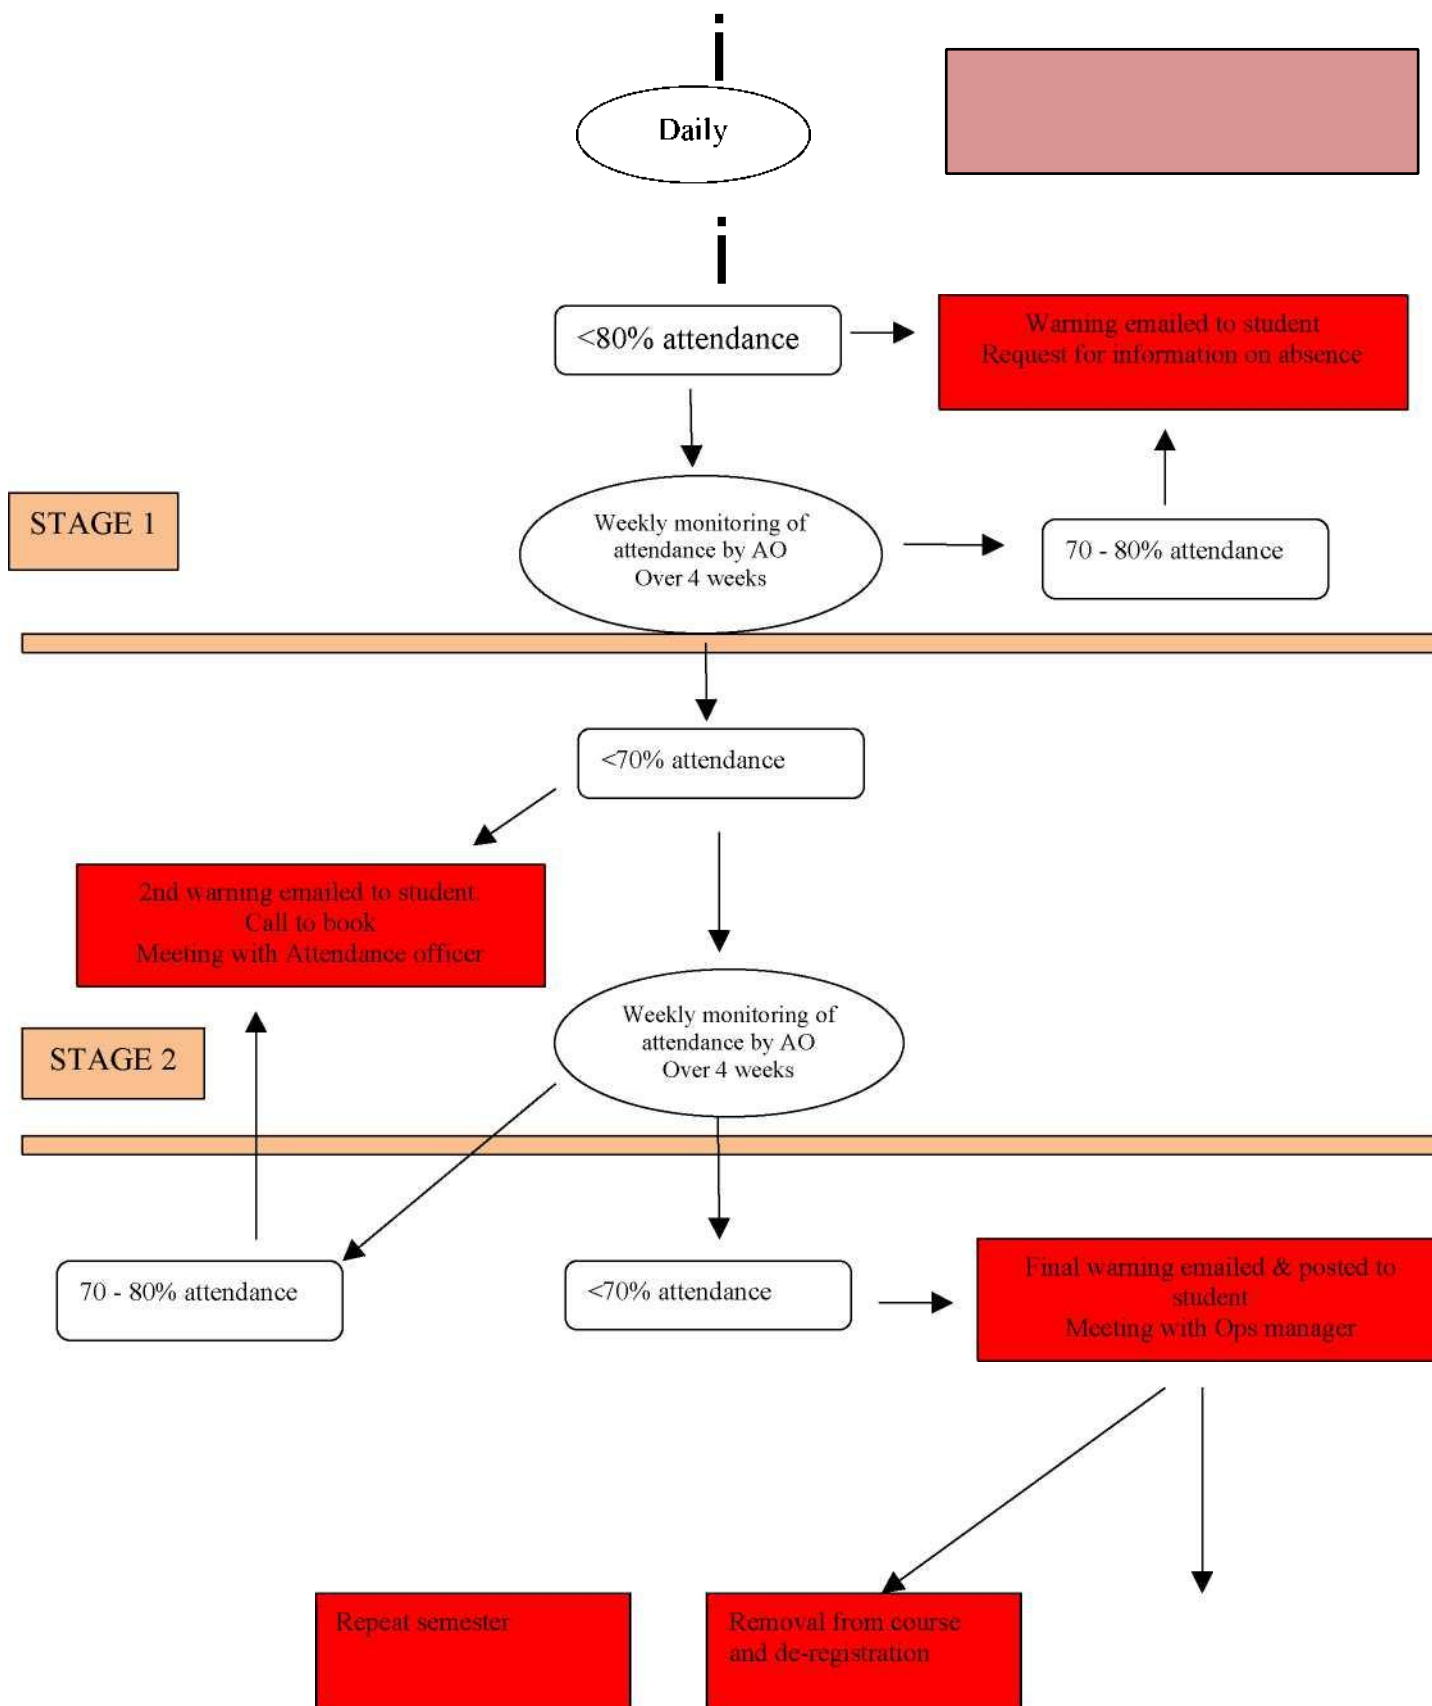 i
Daily
i
<80% attendance
Warning emailed to student
Request for information on absence
STAGE 1
Weekly monitoring of
attendance by AO
Over 4 weeks
70 - 80% attendance
<70% attendance
2nd warning emailed to student.
Call to book
Meeting with Attendance officer
STAGE 2
Weekly monitoring of
attendance by AO
Over 4 weeks
70 - 80% attendance
<70% attendance
Final warning emailed & posted to
student
Meeting with Ops manager
Repeat semester
Removal from course
and de-registration